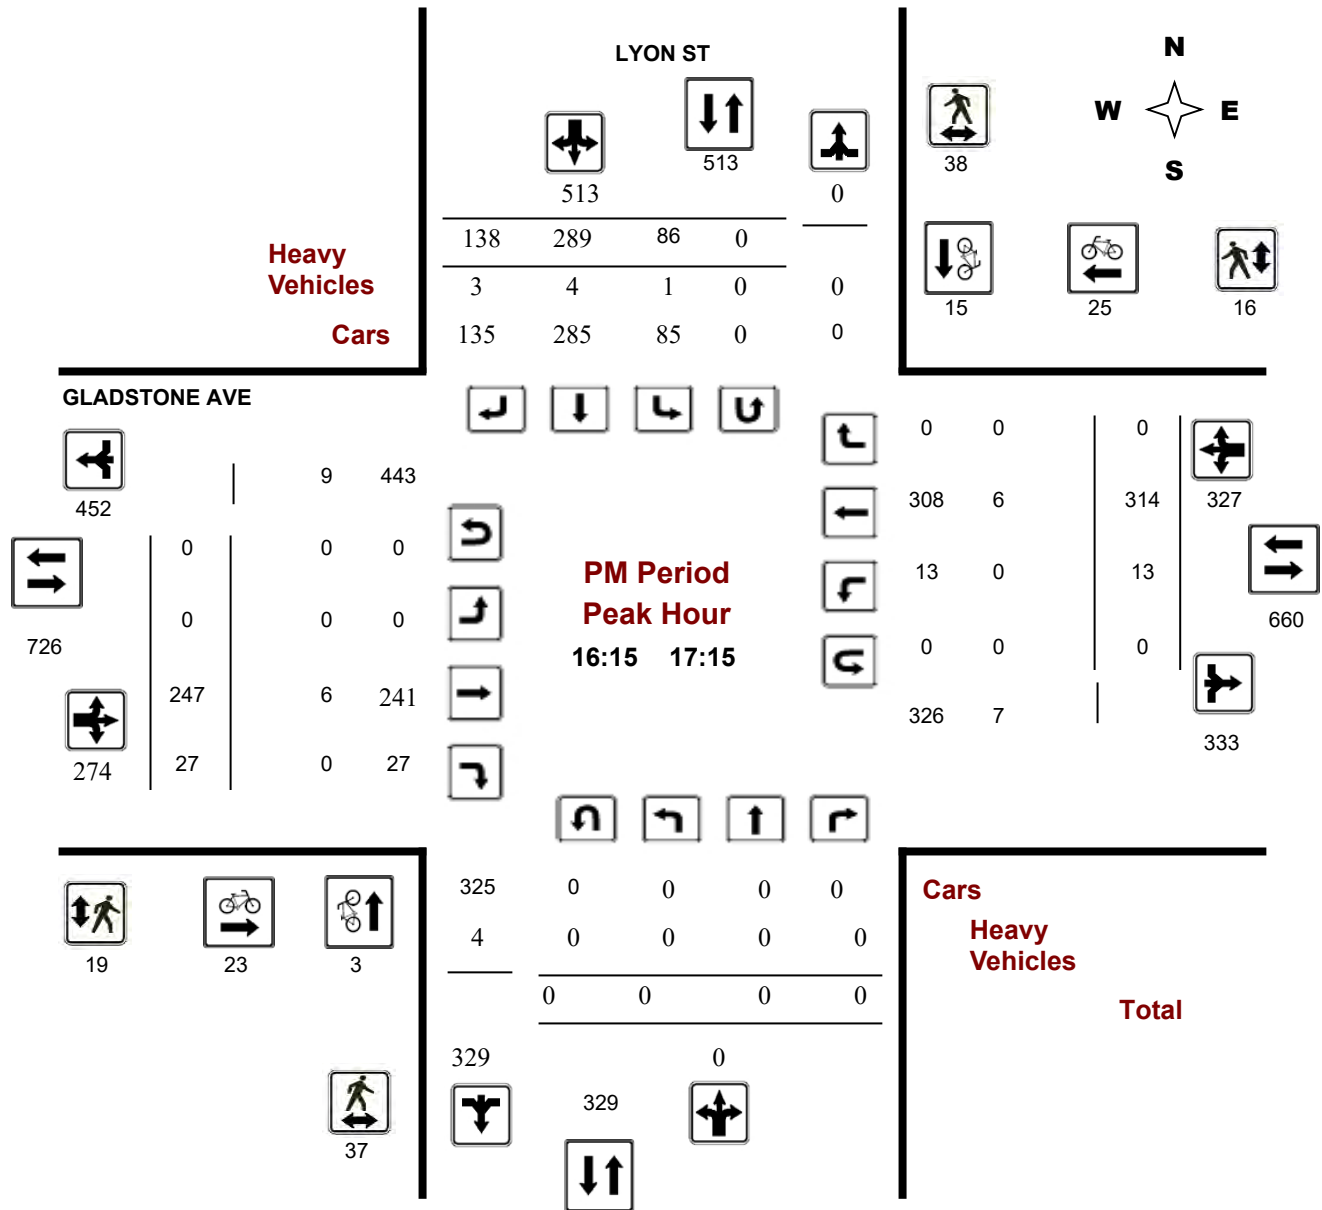 LYON ST
N
W E
S
513
513
0
38
138 289 86 0
Heavy
Vehicles
3 4 1 0 0
Cars
135 285 85 0 0
15 25 16
GLADSTONE AVE
452
9 443
0 0 0
0 0 0
726
247 6 241
274
27 0 27
PM Period
Peak Hour
16:15 17:15
0 0 0
308 6 314
327
13 0 13
660
0 0 0
326 7
333
19 23 3
37
325 0 0 0 0
4 0 0 0 0
0 0 0 0
329 0
329
Cars
Heavy
Vehicles
Total